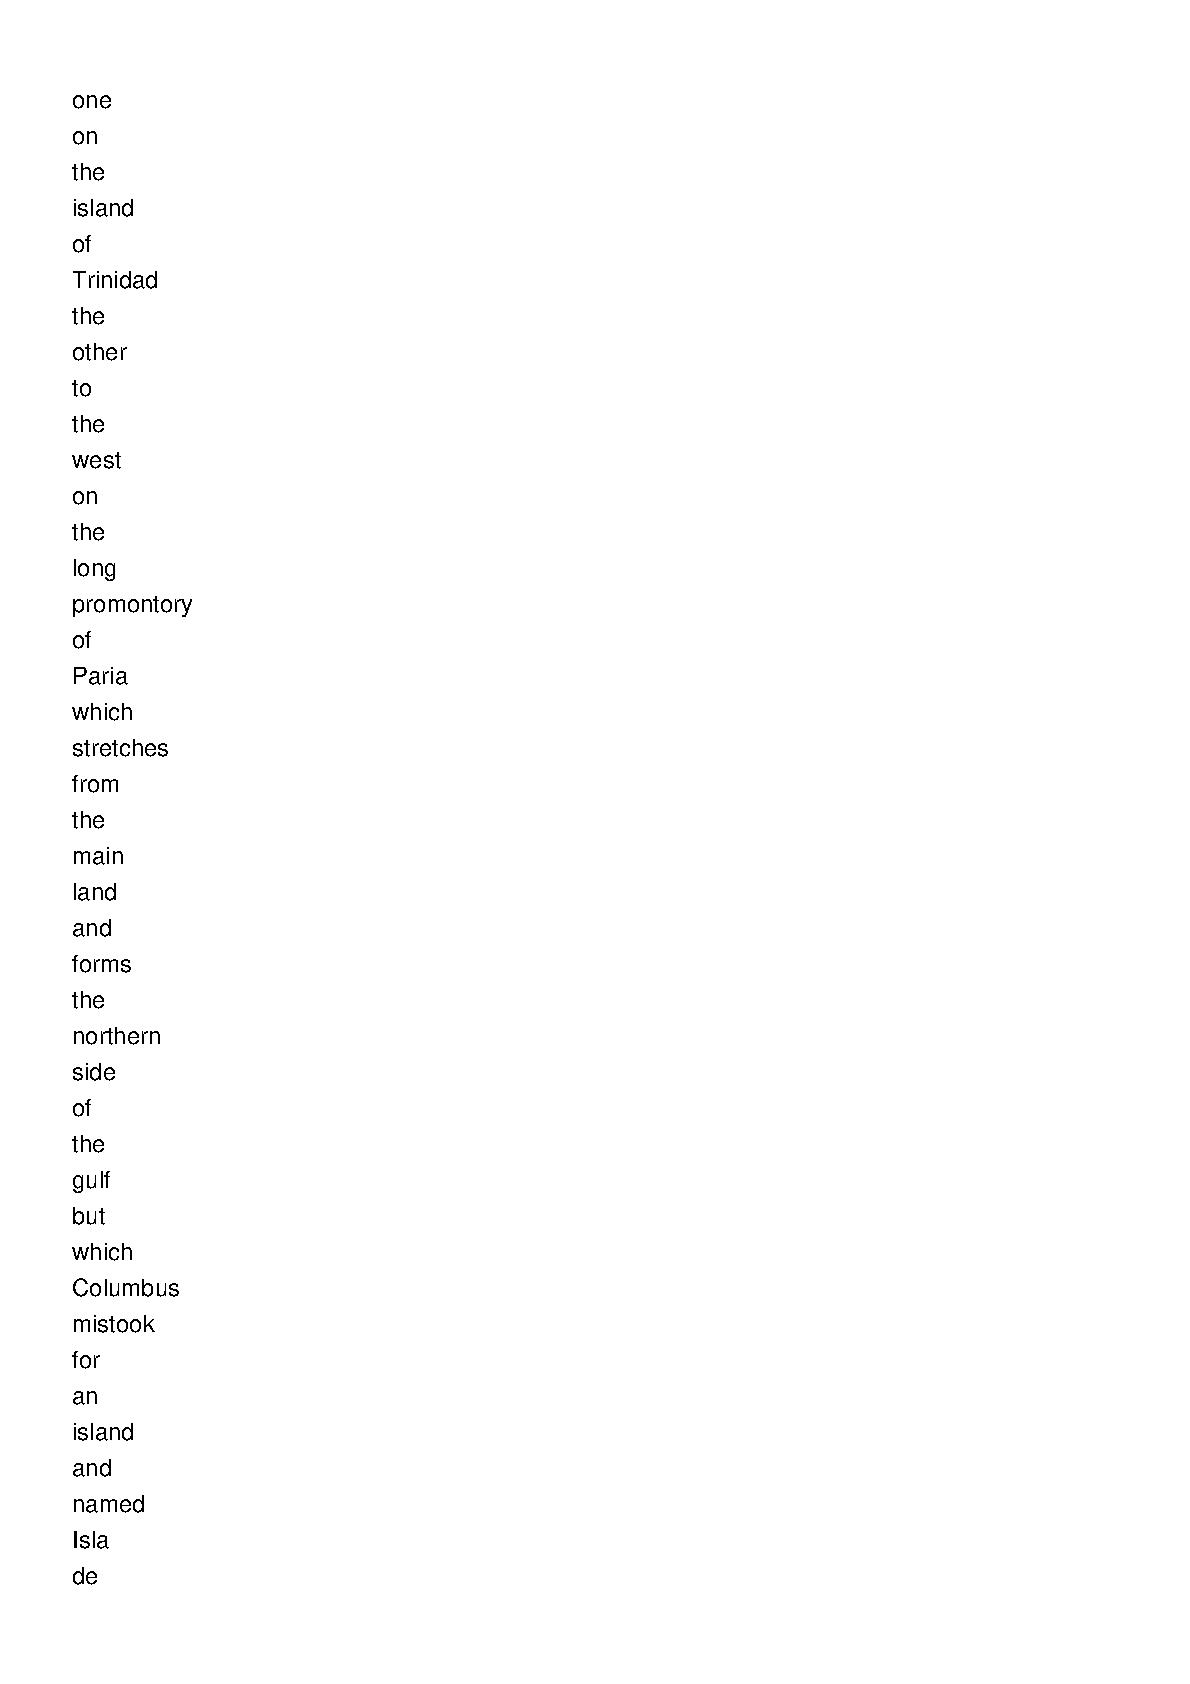 one
on
the
island
of
Trinidad
the
other
to
the
west
on
the
long
promontory
of
Paria
which
stretches
from
the
main
land
and
forms
the
northern
side
of
the
gulf
but
which
Columbus
mistook
for
an
island
and
named
Isla
de